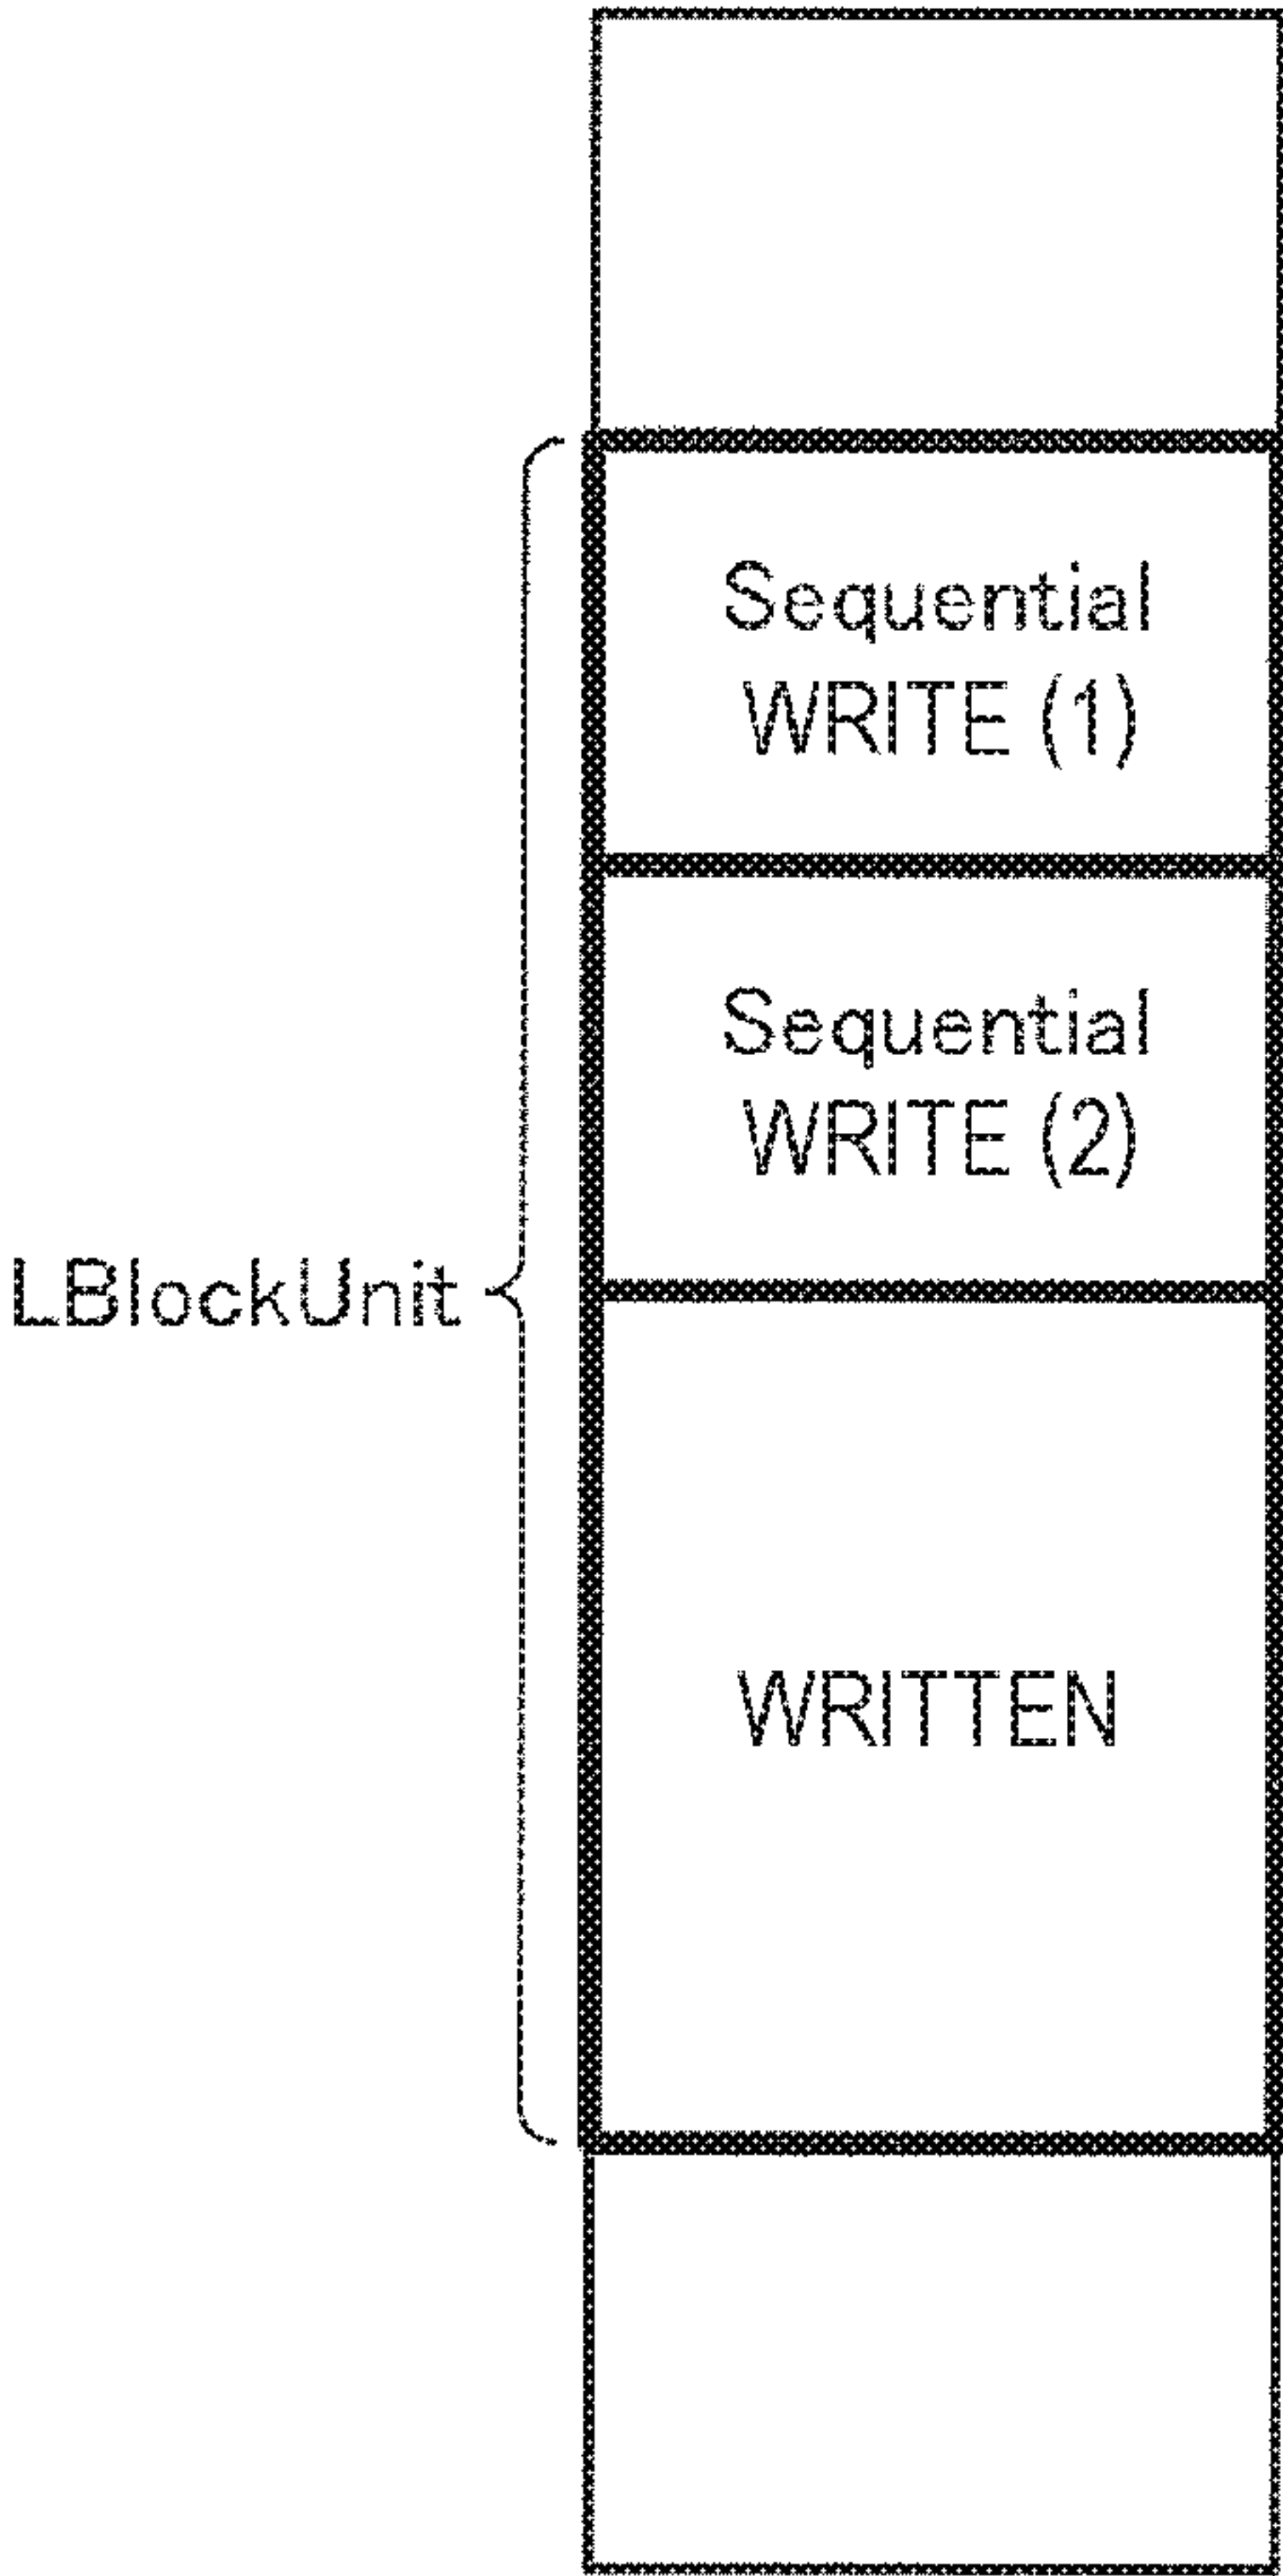 Sequential
WRITE (1)
Sequential
WRITE (2)
LBlockUnit
WRITTEN